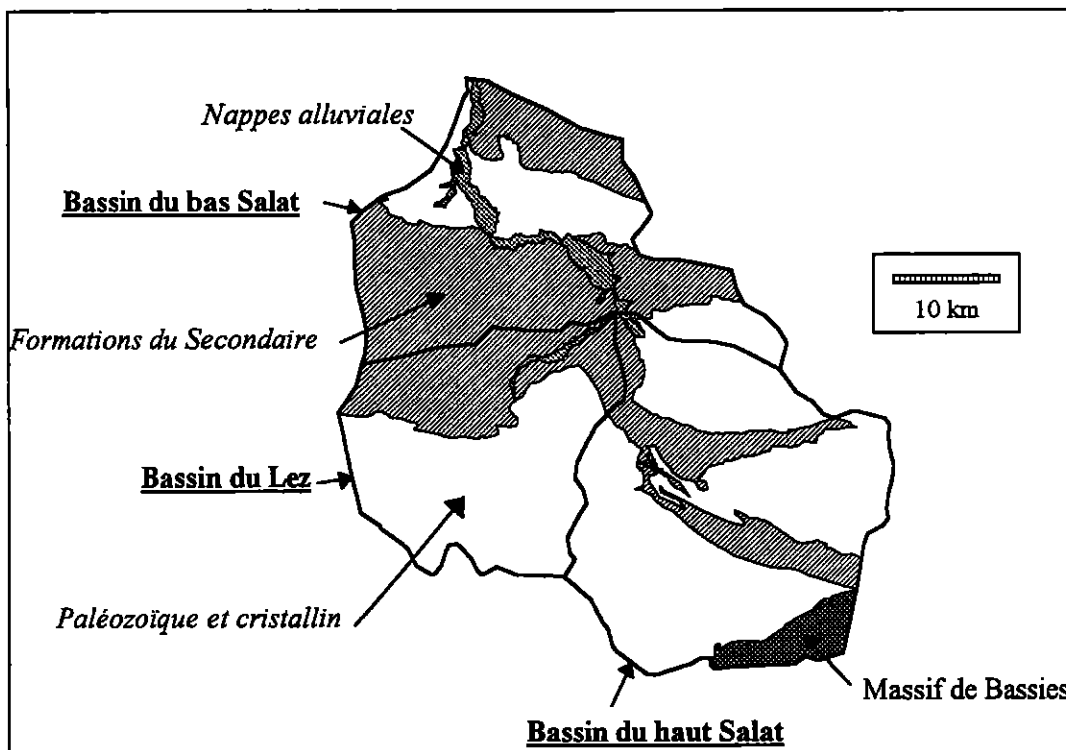 Nappes alluviales
Bassin du bas Salat
10 km
Formations du Secondaire
Bassin du Lez
Paléozoïque et cristallin
Massif de Bassies
Bassin du haut Salat